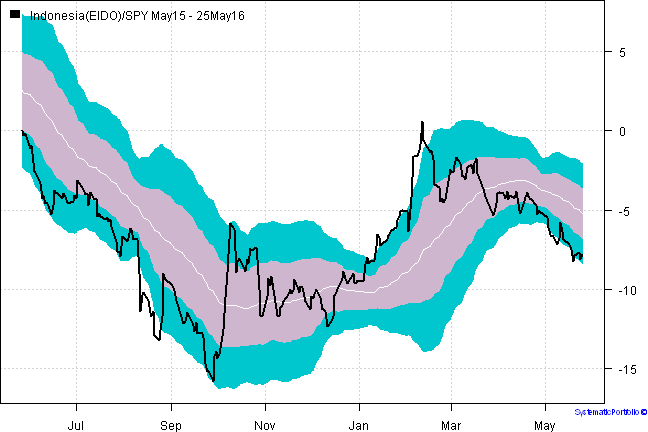 Indonesia(EIDO)/SPY May15 - 25May16
5
0
-5
-10
-15
Jul Sep Nov Jan Mar May
SystematicPortfolio ©